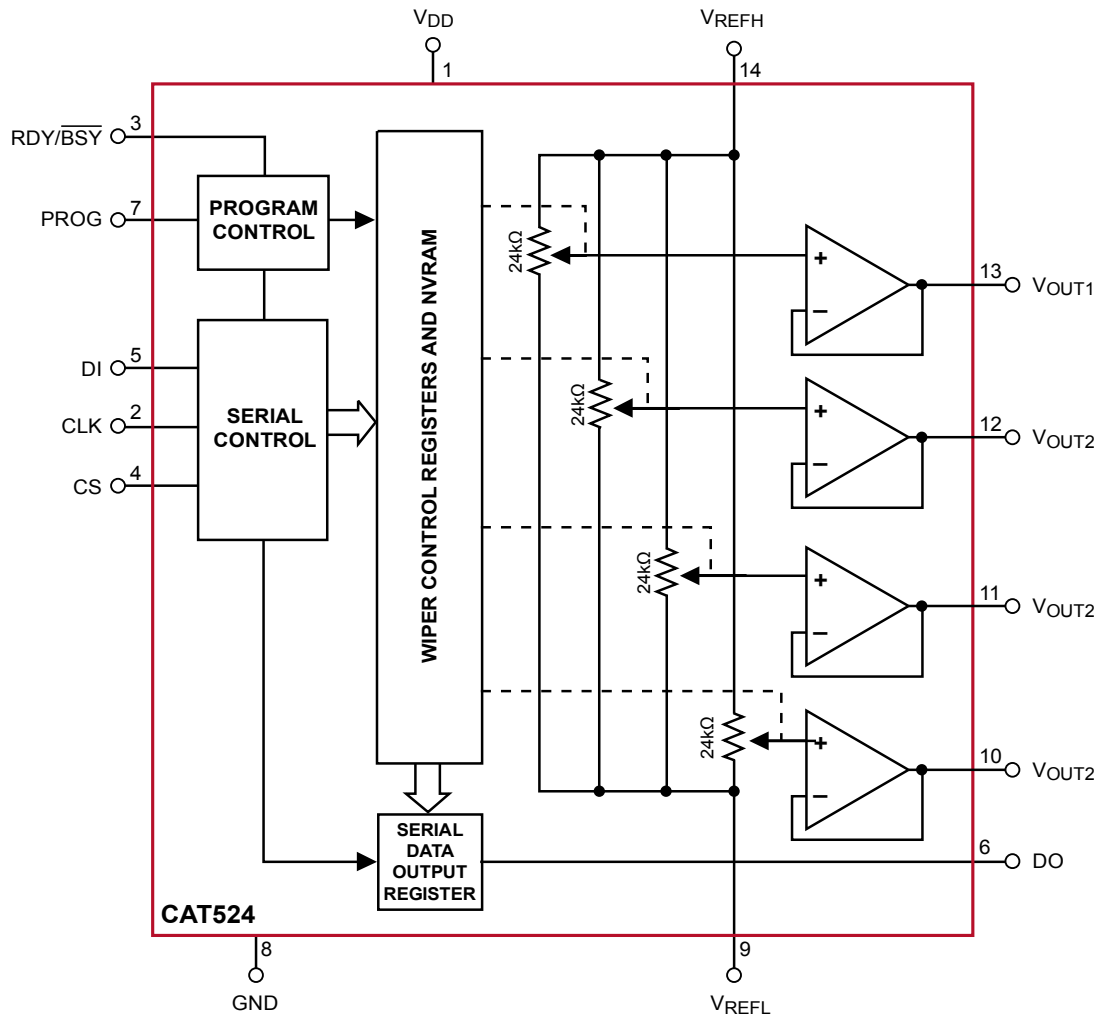 VDD
VREFH
1
14
3
RDY/BSY
7
PROG
PROGRAM
CONTROL
5
DI
2
CLK
4
CS
SERIAL
CONTROL
WIPER CONTROL REGISTERS AND NVRAM
24kΩ
24kΩ
24kΩ
24kΩ
+
−
13
VOUT1
+
−
12
VOUT2
+
−
11
VOUT2
+
−
10
VOUT2
SERIAL
DATA
OUTPUT
REGISTER
6
DO
CAT524
8
GND
9
VREFL